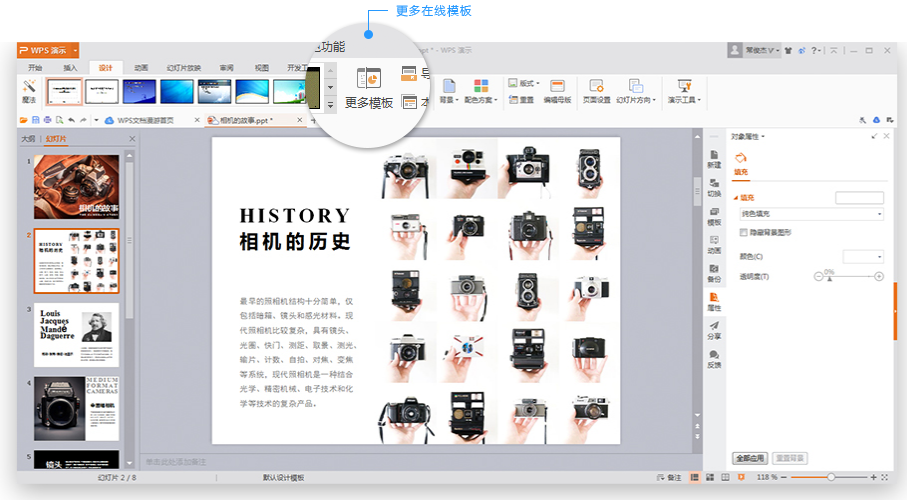 更多在线模板
WPS 演示
ppt * - WPS 演示
常俊杰 V
开始 插入 设计 动画 幻灯片放映 审阅 视图 开发工
功能
魔法
更多模板
背景
配色方案
版式
重置
编辑母版
页面设置
幻灯片方向
演示工具
WPS文档漫游首页
相机的故事.ppt *
大纲 幻灯片
1
相机的故事
2
HISTORY
相机的历史
3
Louis
Jacques
Mandé
Daguerre
4
MEDIUM
FORMAT
CAMERAS
5
镜头
HISTORY
相机的历史
最早的照相机结构十分简单，仅
包括暗箱、镜头和感光材料。现
代照相机比较复杂，具有镜头、
光圈、快门、测距、取景、测光、
输片、计数、自拍、对焦、变焦
等系统，现代照相机是一种结合
光学、精密机械、电子技术和化
学等技术的复杂产品。
单击此处添加备注
新建
切换
模板
动画
备份
属性
分享
反馈
对象属性
填充
填充
纯色填充
隐藏背景图形
颜色(C)
透明度(T)
0%
全部应用
重置背景
幻灯片 2 / 8
默认设计模板
备注
118 %